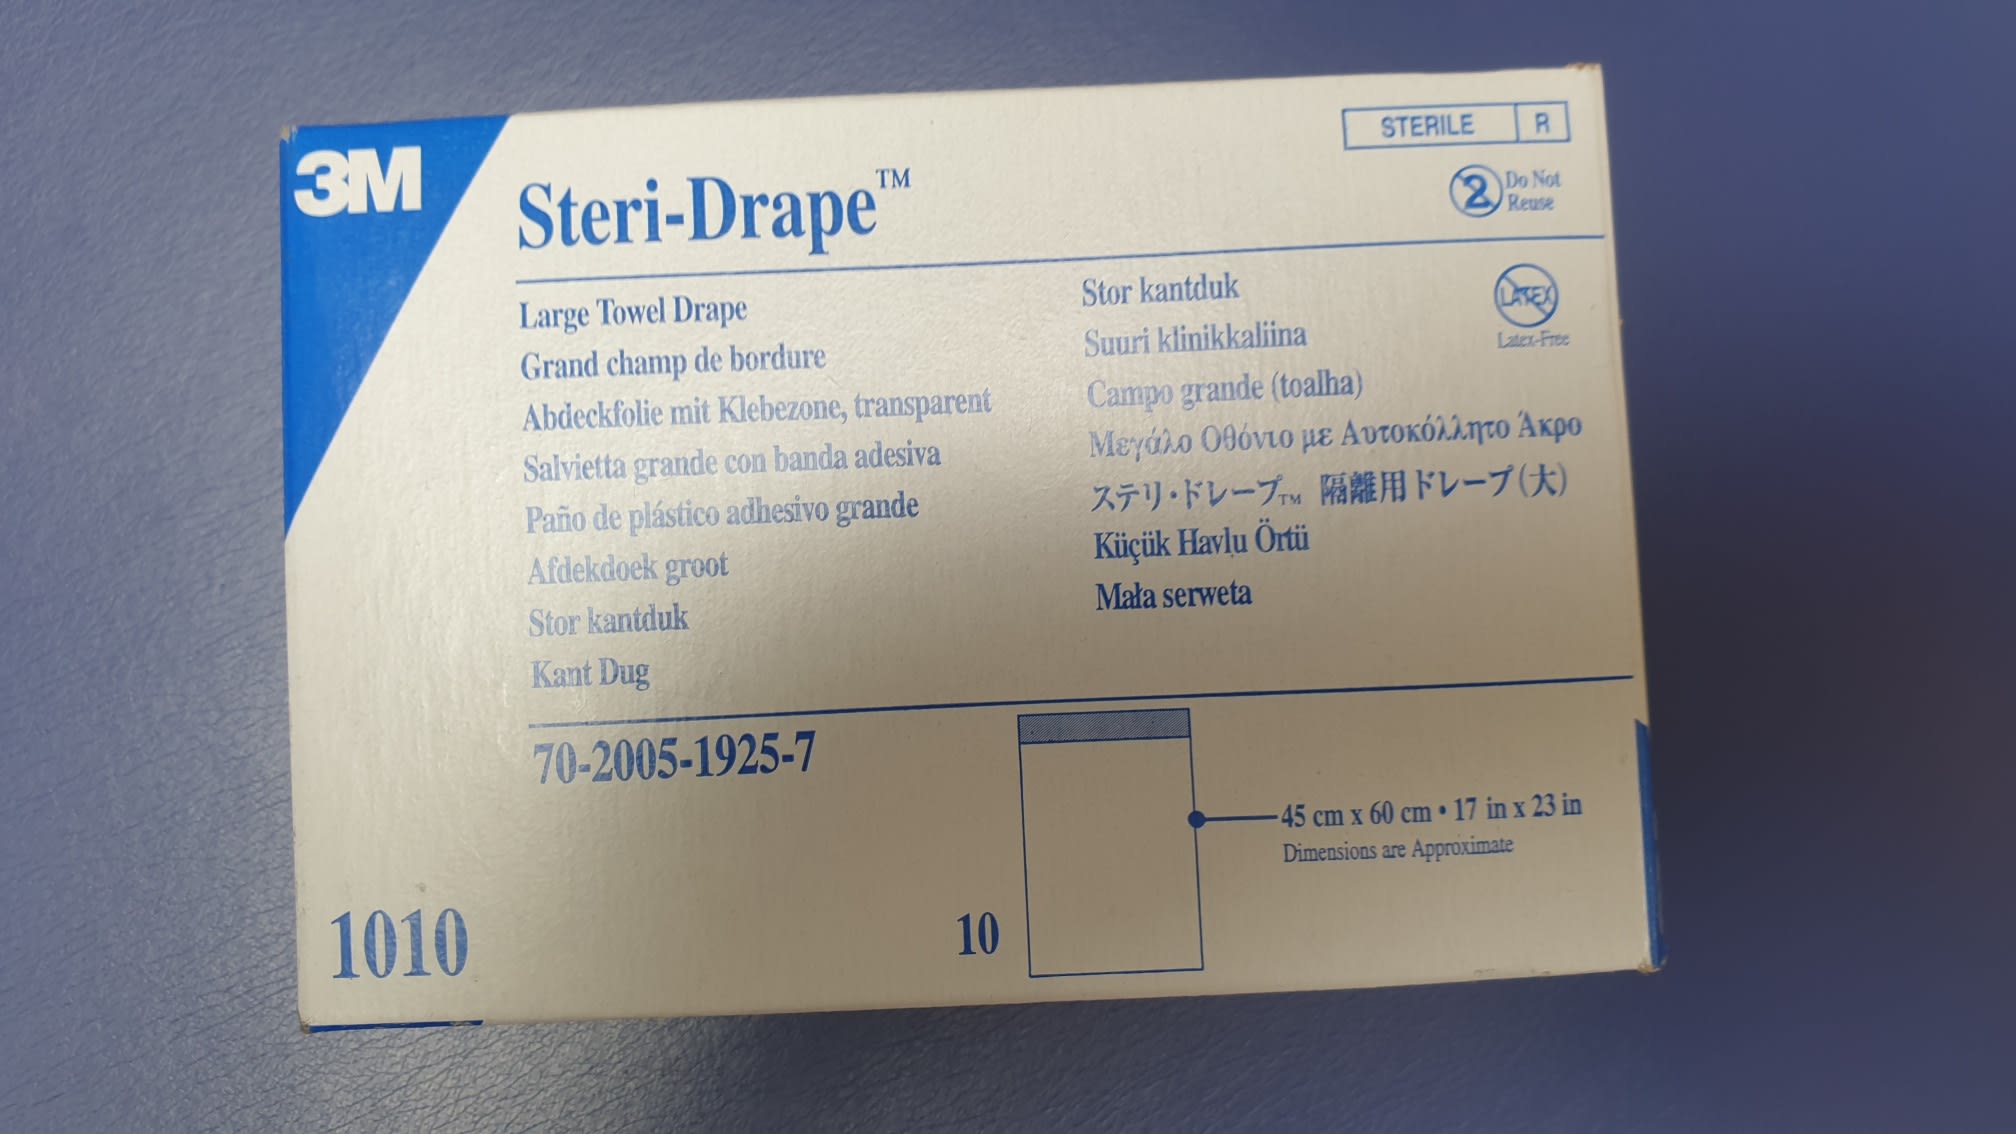 3M
Steri-Drape™
STERILE R
2 Do Not
Reuse
Large Towel Drape
Grand champ de bordure
Abdeckfolie mit Klebezone, transparent
Salvietta grande con banda adesiva
Paño de plástico adhesivo grande
Afdekdoek groot
Stor kantduk
Kant Dug
Stor kantduk
Suuri klinikkaliina
Campo grande (toalha)
Μεγάλο Οθόνιο με Αυτοκόλλητο Άκρο
ステリ・ドレープ™ 隔離用ドレープ(大)
Küçük Havlu Örtü
Mała serweta
LATEX
Latex-Free
70-2005-1925-7
45 cm x 60 cm • 17 in x 23 in
Dimensions are Approximate
1010
10